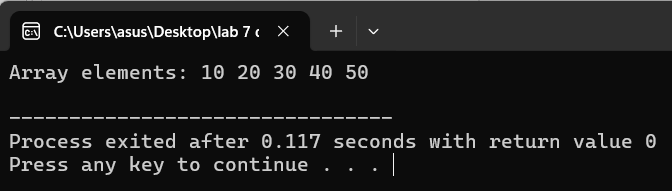 C:\Users\asus\Desktop\lab 7 c
Array elements: 10 20 30 40 50
--------------------------------
Process exited after 0.117 seconds with return value 0
Press any key to continue . . .